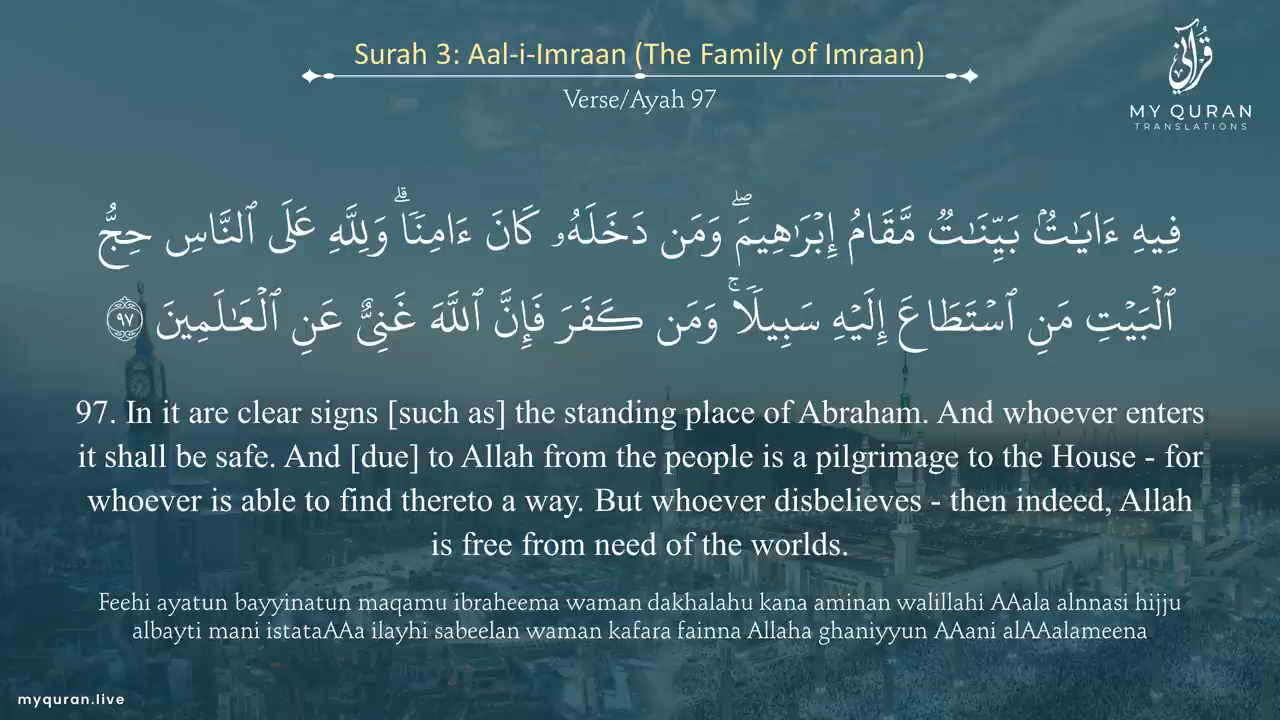 Surah 3: Aal-i-Imraan (The Family of Imraan)
Verse/Ayah 97
قرآني
MY QURAN
TRANSLATIONS
فِيهِ ءَايَـٰتٌۢ بَيِّنَـٰتٌ مَّقَامُ إِبْرَٰهِيمَ ۖ وَمَن دَخَلَهُۥ كَانَ ءَامِنًا ۗ وَلِلَّهِ عَلَى ٱلنَّاسِ حِجُّ
ٱلْبَيْتِ مَنِ ٱسْتَطَاعَ إِلَيْهِ سَبِيلًا ۚ وَمَن كَفَرَ فَإِنَّ ٱللَّهَ غَنِىٌّ عَنِ ٱلْعَـٰلَمِينَ ٩٧
97. In it are clear signs [such as] the standing place of Abraham. And whoever enters
it shall be safe. And [due] to Allah from the people is a pilgrimage to the House - for
whoever is able to find thereto a way. But whoever disbelieves - then indeed, Allah
is free from need of the worlds.
Feehi ayatun bayyinatun maqamu ibraheema waman dakhalahu kana aminan walillahi AAala alnnasi hijju
albayti mani istataAAa ilayhi sabeelan waman kafara fainna Allaha ghaniyyun AAani alAAalameena
myquran.live